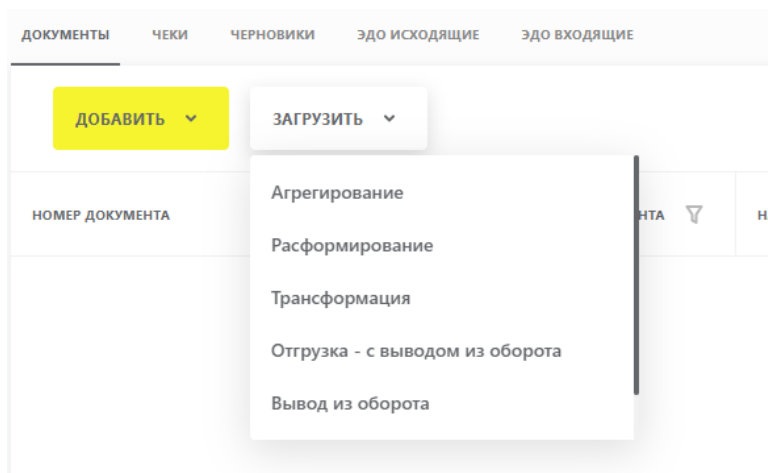 ДОКУМЕНТЫ ЧЕКИ ЧЕРНОВИКИ ЭДО ИСХОДЯЩИЕ ЭДО ВХОДЯЩИЕ
ДОБАВИТЬ ЗАГРУЗИТЬ
Агрегирование
НОМЕР ДОКУМЕНТА
Расформирование
Трансформация
Отгрузка - с выводом из оборота
Вывод из оборота